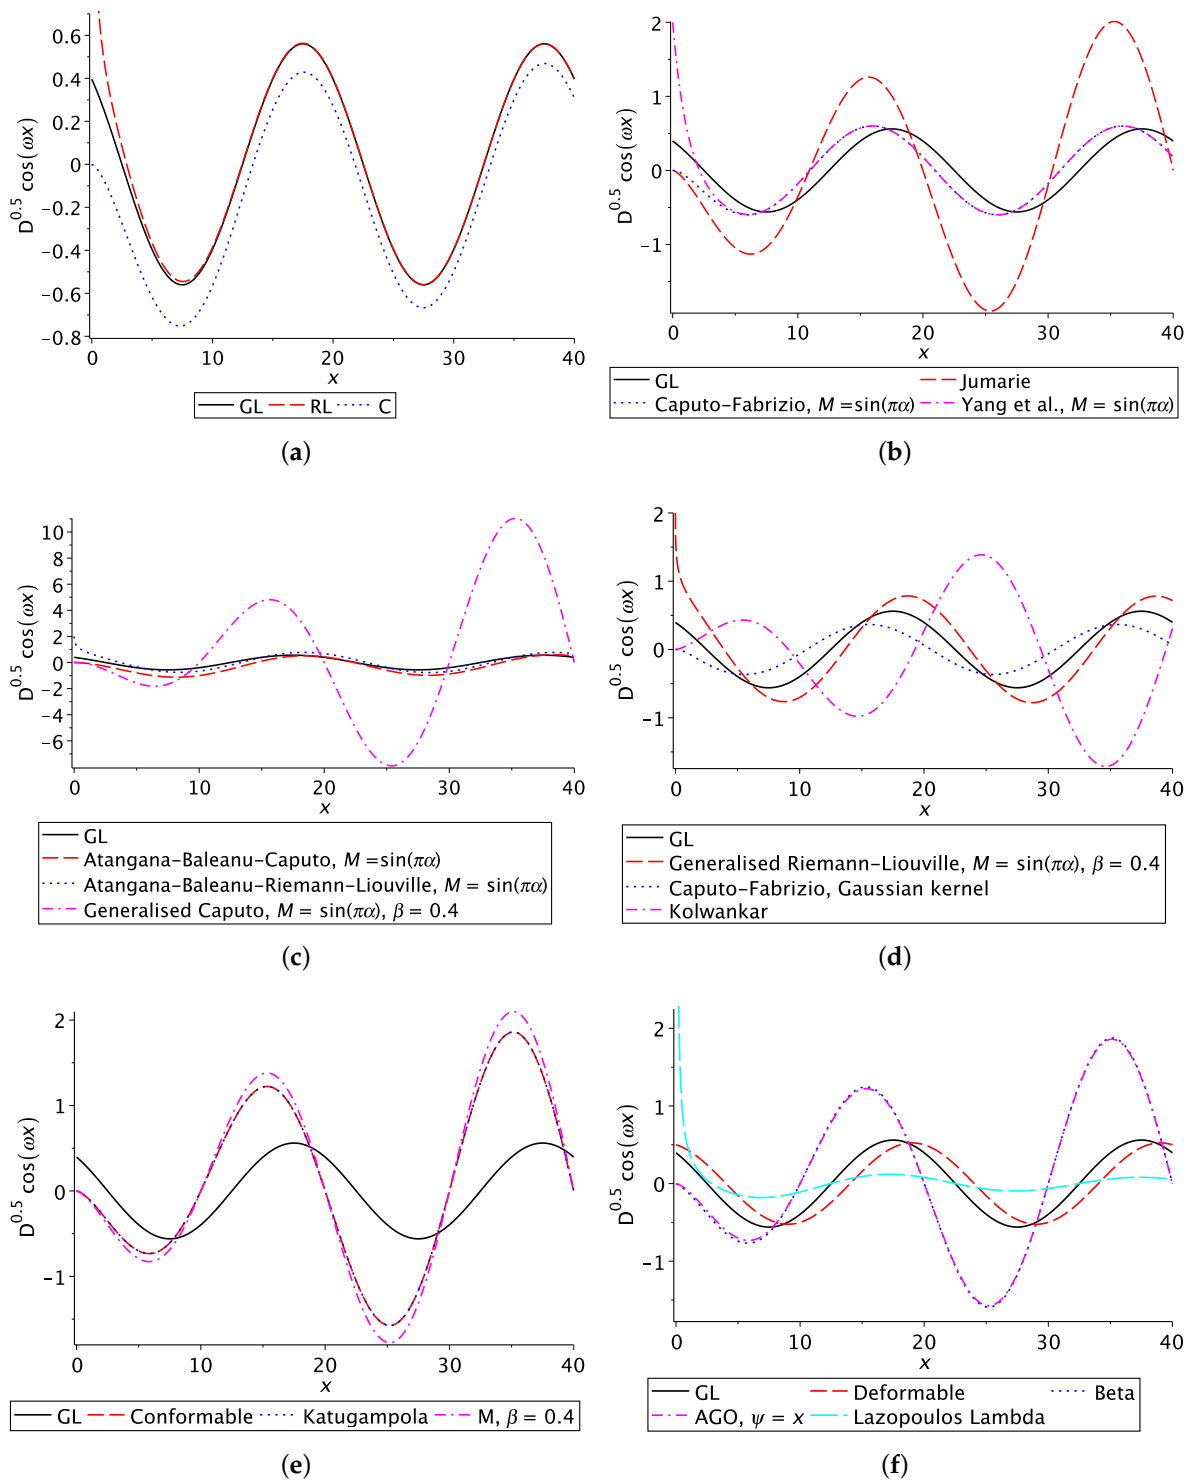 0.6
0.4
0.2
0
−0.2
−0.4
−0.6
−0.8
D^0.5 cos(ωx)
0 10 20 30 40
x
GL RL C
(a)
2
1
0
−1
D^0.5 cos(ωx)
0 10 20 30 40
x
GL Jumarie
Caputo−Fabrizio, M =sin(πα) Yang et al., M = sin(πα)
(b)
10
8
6
4
2
0
−2
−4
−6
D^0.5 cos(ωx)
0 10 20 30 40
x
GL
Atangana−Baleanu−Caputo, M =sin(πα)
Atangana−Baleanu−Riemann−Liouville, M = sin(πα)
Generalised Caputo, M = sin(πα), β = 0.4
(c)
2
1
0
−1
D^0.5 cos(ωx)
0 10 20 30 40
x
GL
Generalised Riemann−Liouville, M = sin(πα), β = 0.4
Caputo−Fabrizio, Gaussian kernel
Kolwankar
(d)
2
1
0
−1
D^0.5 cos(ωx)
0 10 20 30 40
x
GL Conformable Katugampola M, β = 0.4
(e)
2
1
0
−1
D^0.5 cos(ωx)
0 10 20 30 40
x
GL Deformable Beta
AGO, ψ = x Lazopoulos Lambda
(f)